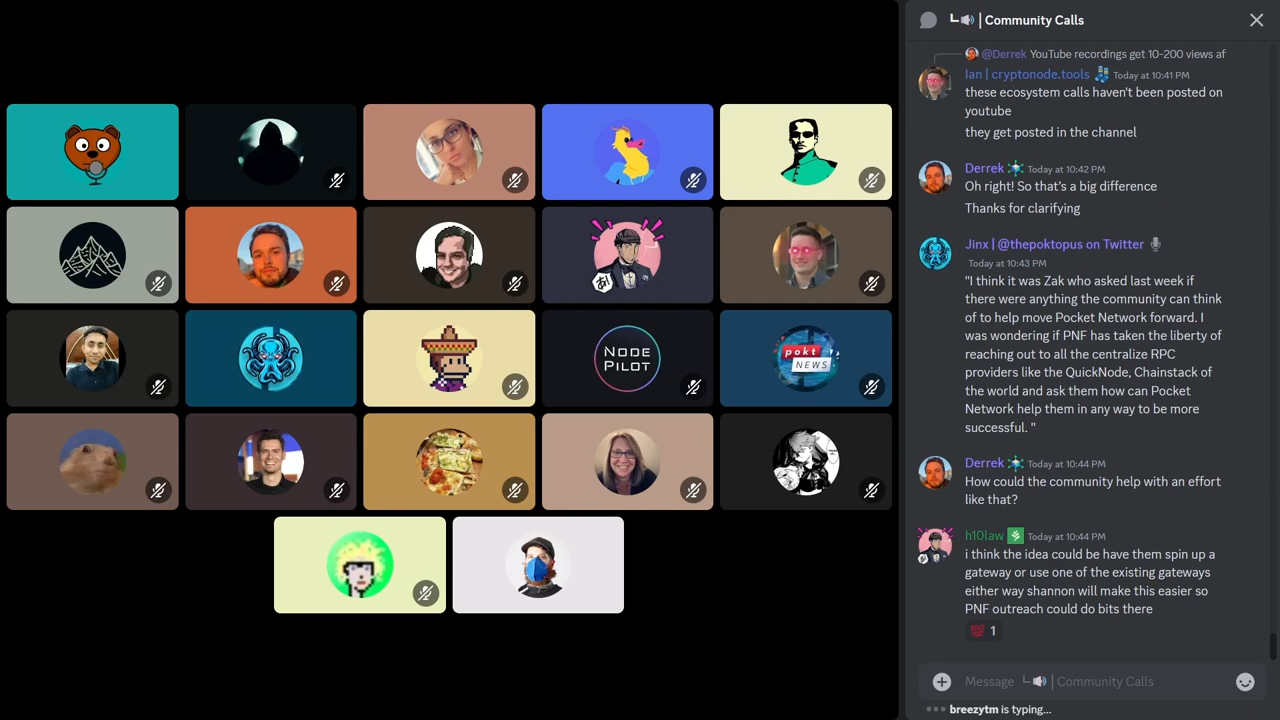 NODE
PILOT
pokt
NEWS
Community Calls
@Derrek YouTube recordings get 10-200 views af
Ian | cryptonode.tools Today at 10:41 PM
these ecosystem calls haven't been posted on
youtube
they get posted in the channel
Derrek Today at 10:42 PM
Oh right! So that's a big difference
Thanks for clarifying
Jinx | @thepoktopus on Twitter
Today at 10:43 PM
"I think it was Zak who asked last week if
there were anything the community can think
of to help move Pocket Network forward. I
was wondering if PNF has taken the liberty of
reaching out to all the centralize RPC
providers like the QuickNode, Chainstack of
the world and ask them how can Pocket
Network help them in any way to be more
successful. "
Derrek Today at 10:44 PM
How could the community help with an effort
like that?
h10law Today at 10:44 PM
i think the idea could be have them spin up a
gateway or use one of the existing gateways
either way shannon will make this easier so
PNF outreach could do bits there
💯 1
Message | Community Calls
breezytm is typing...